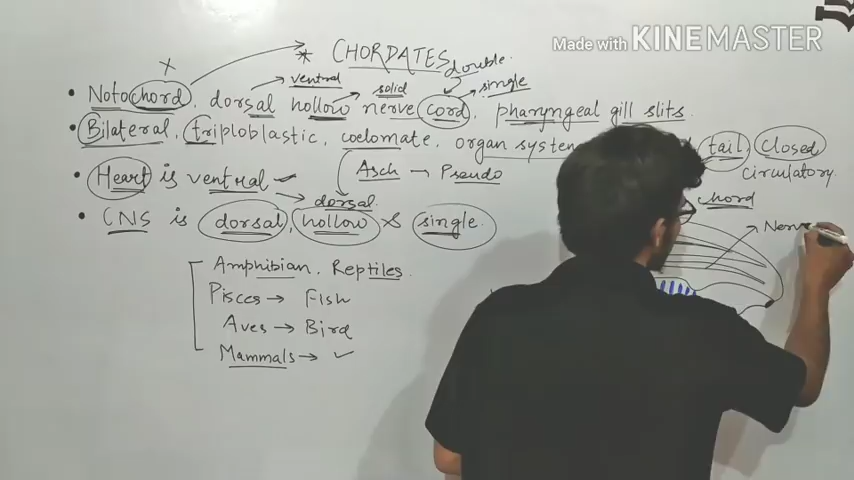 Made with KINEMASTER
* CHORDATES
x double
ventral solid single
• Notochord, dorsal hollow nerve cord, pharyngeal gill slits.
• Bilateral, triploblastic, coelomate, organ system tail, closed
circulatory.
Asch → Pseudo
• Heart is ventral
dorsal
chord
• CNS is dorsal, hollow & single.
Nerv
Amphibian, Reptiles.
Pisces → Fish
Aves → Bird
Mammals → ✓